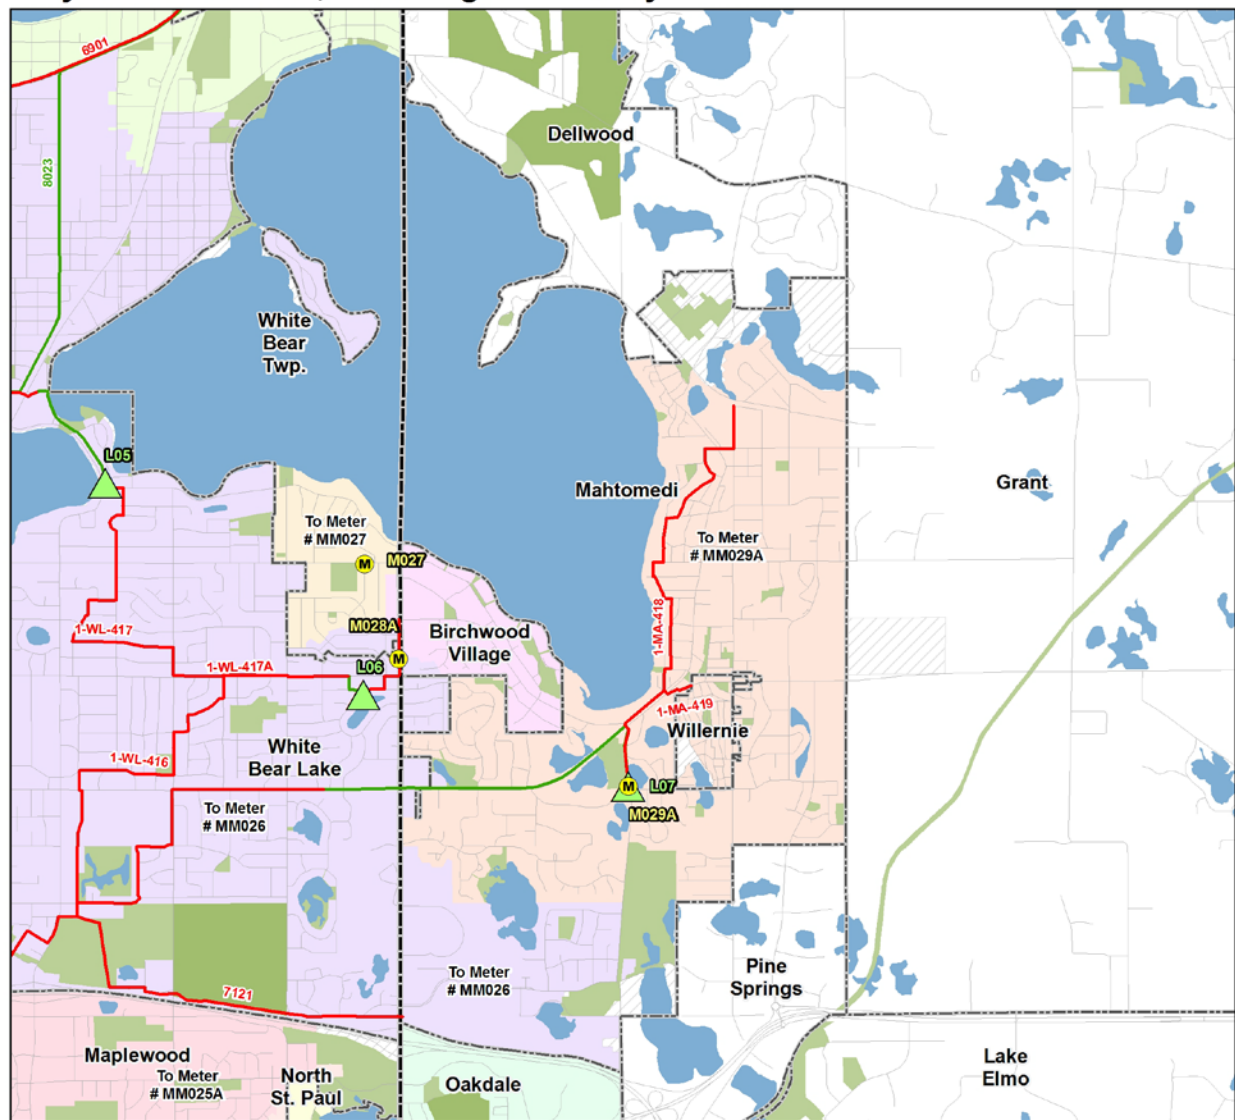 6901
Dellwood
8023
White
Bear
Twp.
L05
Mahtomedi
Grant
To Meter
# MM027
To Meter
# MM029A
M
M027
1-MA-418
M028A
Birchwood
Village
1-WL-417
M
1-WL-417A
L06
1-MA-419
Willernie
White
Bear Lake
1-WL-416
M
L07
M029A
To Meter
# MM026
Pine
Springs
To Meter
# MM026
7121
Maplewood
To Meter
# MM025A
North
St. Paul
Oakdale
Lake
Elmo